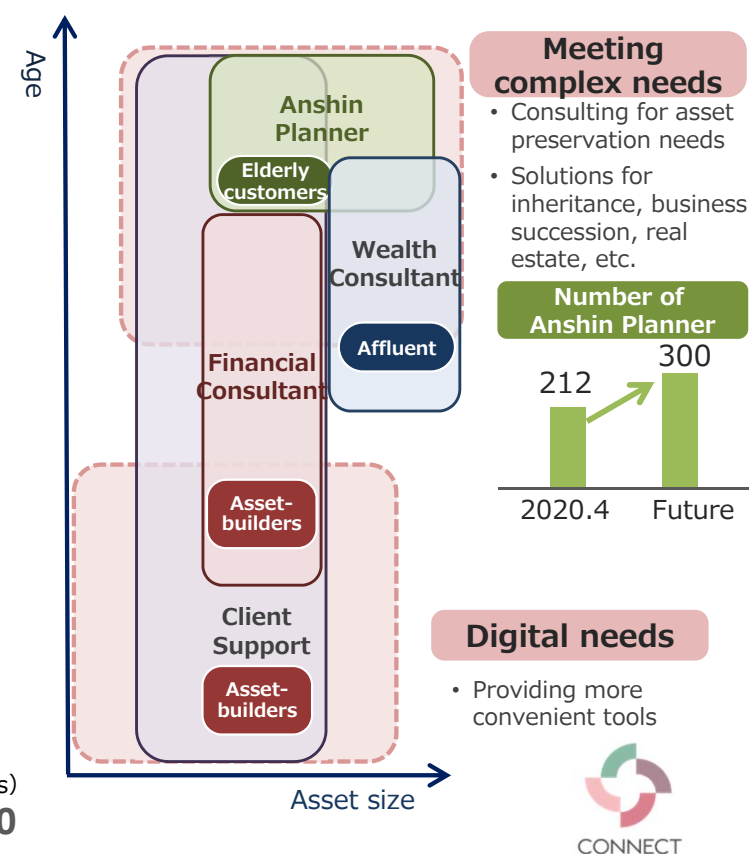 Age
Meeting
complex needs
• Consulting for asset
preservation needs
• Solutions for
inheritance, business
succession, real
estate, etc.
Anshin
Planner
Elderly
customers
Wealth
Consultant
Affluent
Financial
Consultant
Asset-
builders
Number of
Anshin Planner
212
300
2020.4
Future
Client
Support
Asset-
builders
Digital needs
• Providing more
convenient tools
Asset size
CONNECT
s)
0